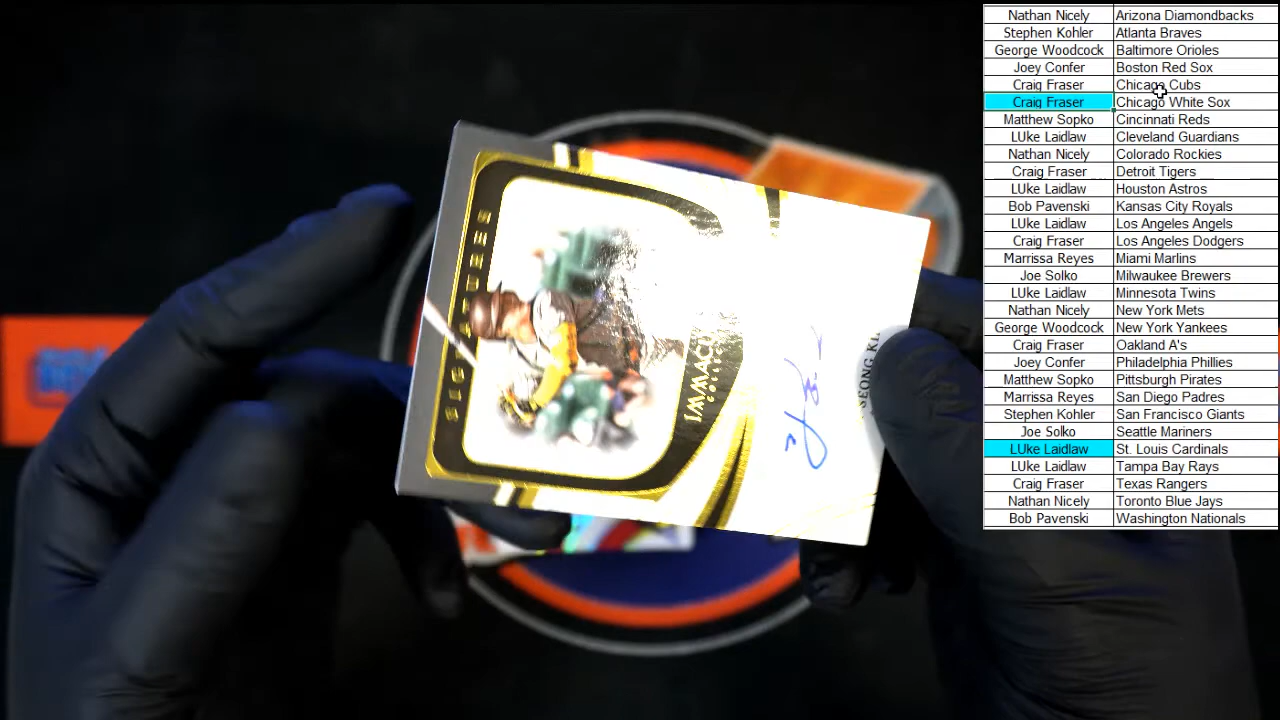 Nathan Nicely Arizona Diamondbacks
Stephen Kohler Atlanta Braves
George Woodcock Baltimore Orioles
Joey Confer Boston Red Sox
Craig Fraser Chicago Cubs
Craig Fraser Chicago White Sox
Matthew Sopko Cincinnati Reds
LUke Laidlaw Cleveland Guardians
Nathan Nicely Colorado Rockies
Craig Fraser Detroit Tigers
LUke Laidlaw Houston Astros
Bob Pavenski Kansas City Royals
LUke Laidlaw Los Angeles Angels
Craig Fraser Los Angeles Dodgers
Marrissa Reyes Miami Marlins
Joe Solko Milwaukee Brewers
LUke Laidlaw Minnesota Twins
Nathan Nicely New York Mets
George Woodcock New York Yankees
Craig Fraser Oakland A's
Joey Confer Philadelphia Phillies
Matthew Sopko Pittsburgh Pirates
Marrissa Reyes San Diego Padres
Stephen Kohler San Francisco Giants
Joe Solko Seattle Mariners
LUke Laidlaw St. Louis Cardinals
LUke Laidlaw Tampa Bay Rays
Craig Fraser Texas Rangers
Nathan Nicely Toronto Blue Jays
Bob Pavenski Washington Nationals
SIGNATURES
IMMACU
SEONG KI